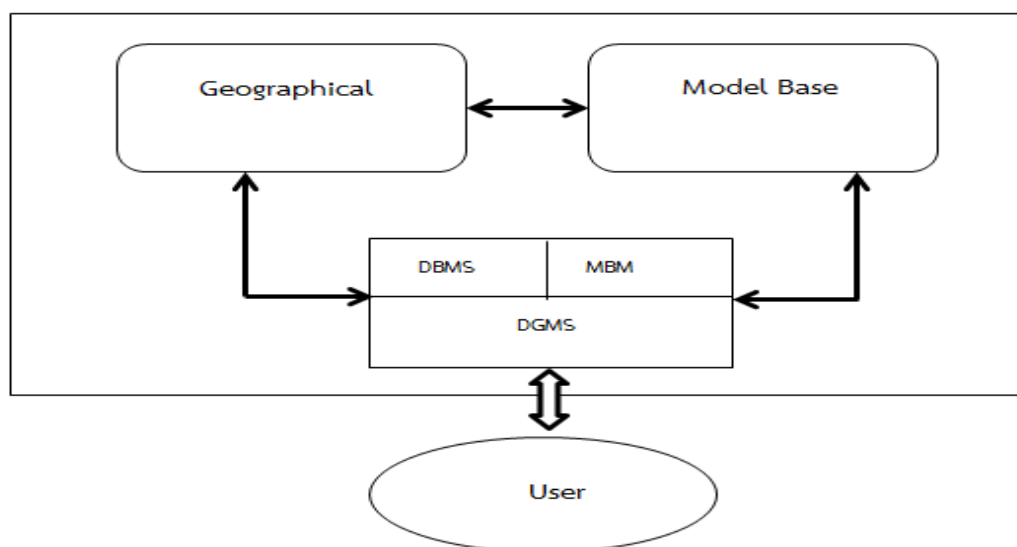 Geographical
Model Base
DBMS
MBM
DGMS
User